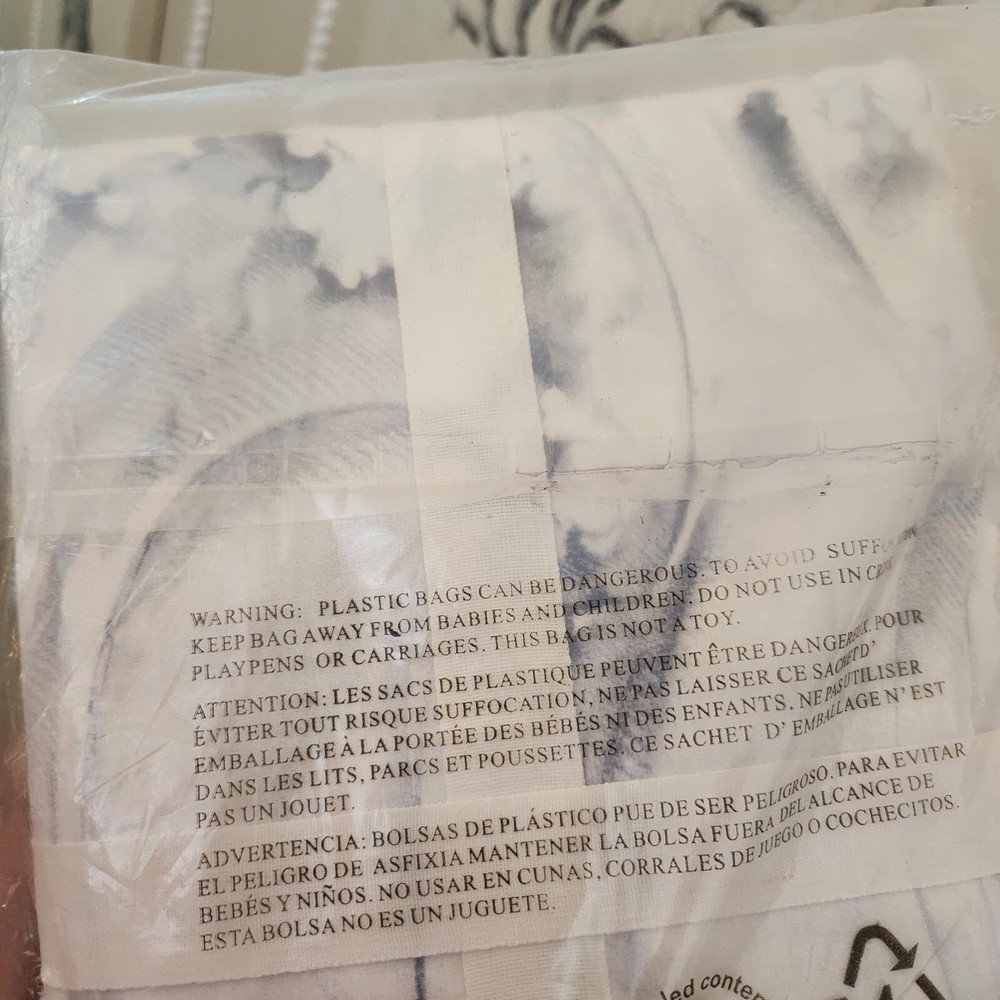 WARNING: PLASTIC BAGS CAN BE DANGEROUS. TO AVOID
KEEP BAG AWAY FROM BABIES AND CHILDREN. DO NOT USE IN
PLAYPENS OR CARRIAGES. THIS BAG IS NOT A TOY.
ATTENTION: LES SACS DE PLASTIQUE PEUVENT ÊTRE DANGEREUX. POUR
ÉVITER TOUT RISQUE SUFFOCATION, NE PAS LAISSER CE SACHET D'
EMBALLAGE À LA PORTÉE DES BÉBÉS NI DES ENFANTS. NE PAS UTILISER
DANS LES LITS, PARCS ET POUSSETTES. CE SACHET D' EMBALLAGE N' EST
PAS UN JOUET.
ADVERTENCIA: BOLSAS DE PLÁSTICO PUE DE SER PELIGROSO. PARA EVITAR
EL PELIGRO DE ASFIXIA MANTENER LA BOLSA FUERA DEL ALCANCE DE
BEBÉS Y NIÑOS. NO USAR EN CUNAS, CORRALES DE JUEGO O COCHECITOS.
ESTA BOLSA NO ES UN JUGUETE.